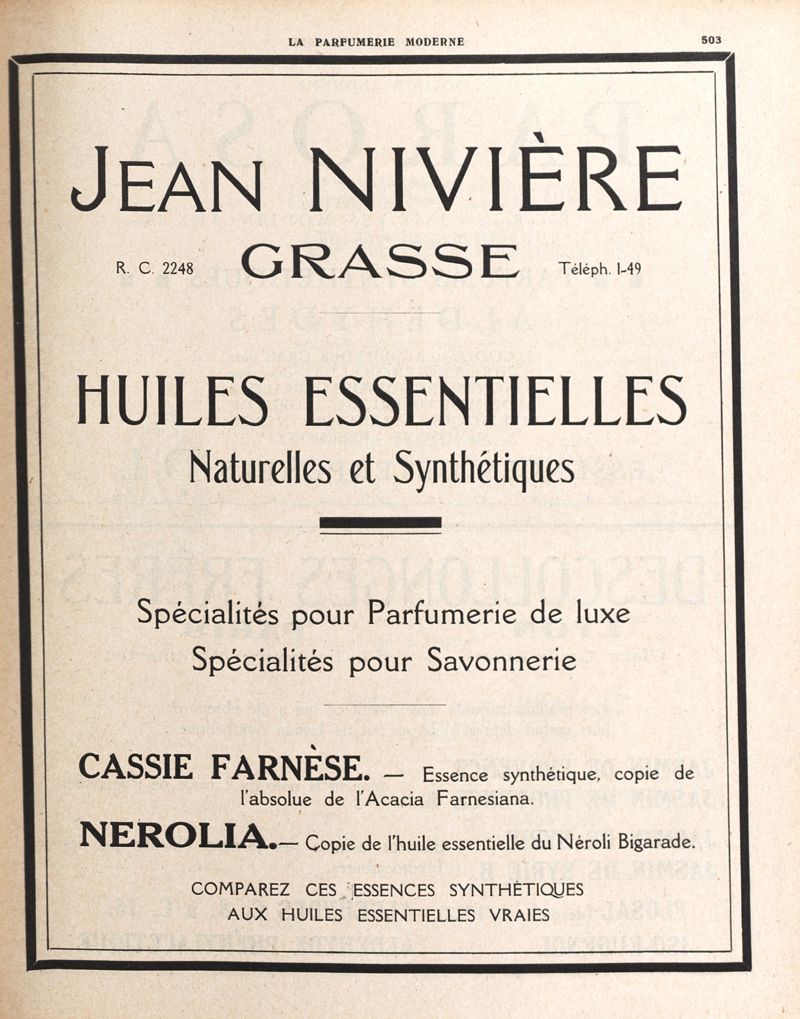 LA PARFUMERIE MODERNE 503
JEAN NIVIÈRE
R. C. 2248 GRASSE Téléph. 1-49
HUILES ESSENTIELLES
Naturelles et Synthétiques
Spécialités pour Parfumerie de luxe
Spécialités pour Savonnerie
CASSIE FARNÈSE. — Essence synthétique, copie de
l'absolue de l'Acacia Farnesiana.
NEROLIA. — Copie de l'huile essentielle du Néroli Bigarade.
COMPAREZ CES ESSENCES SYNTHÉTIQUES
AUX HUILES ESSENTIELLES VRAIES